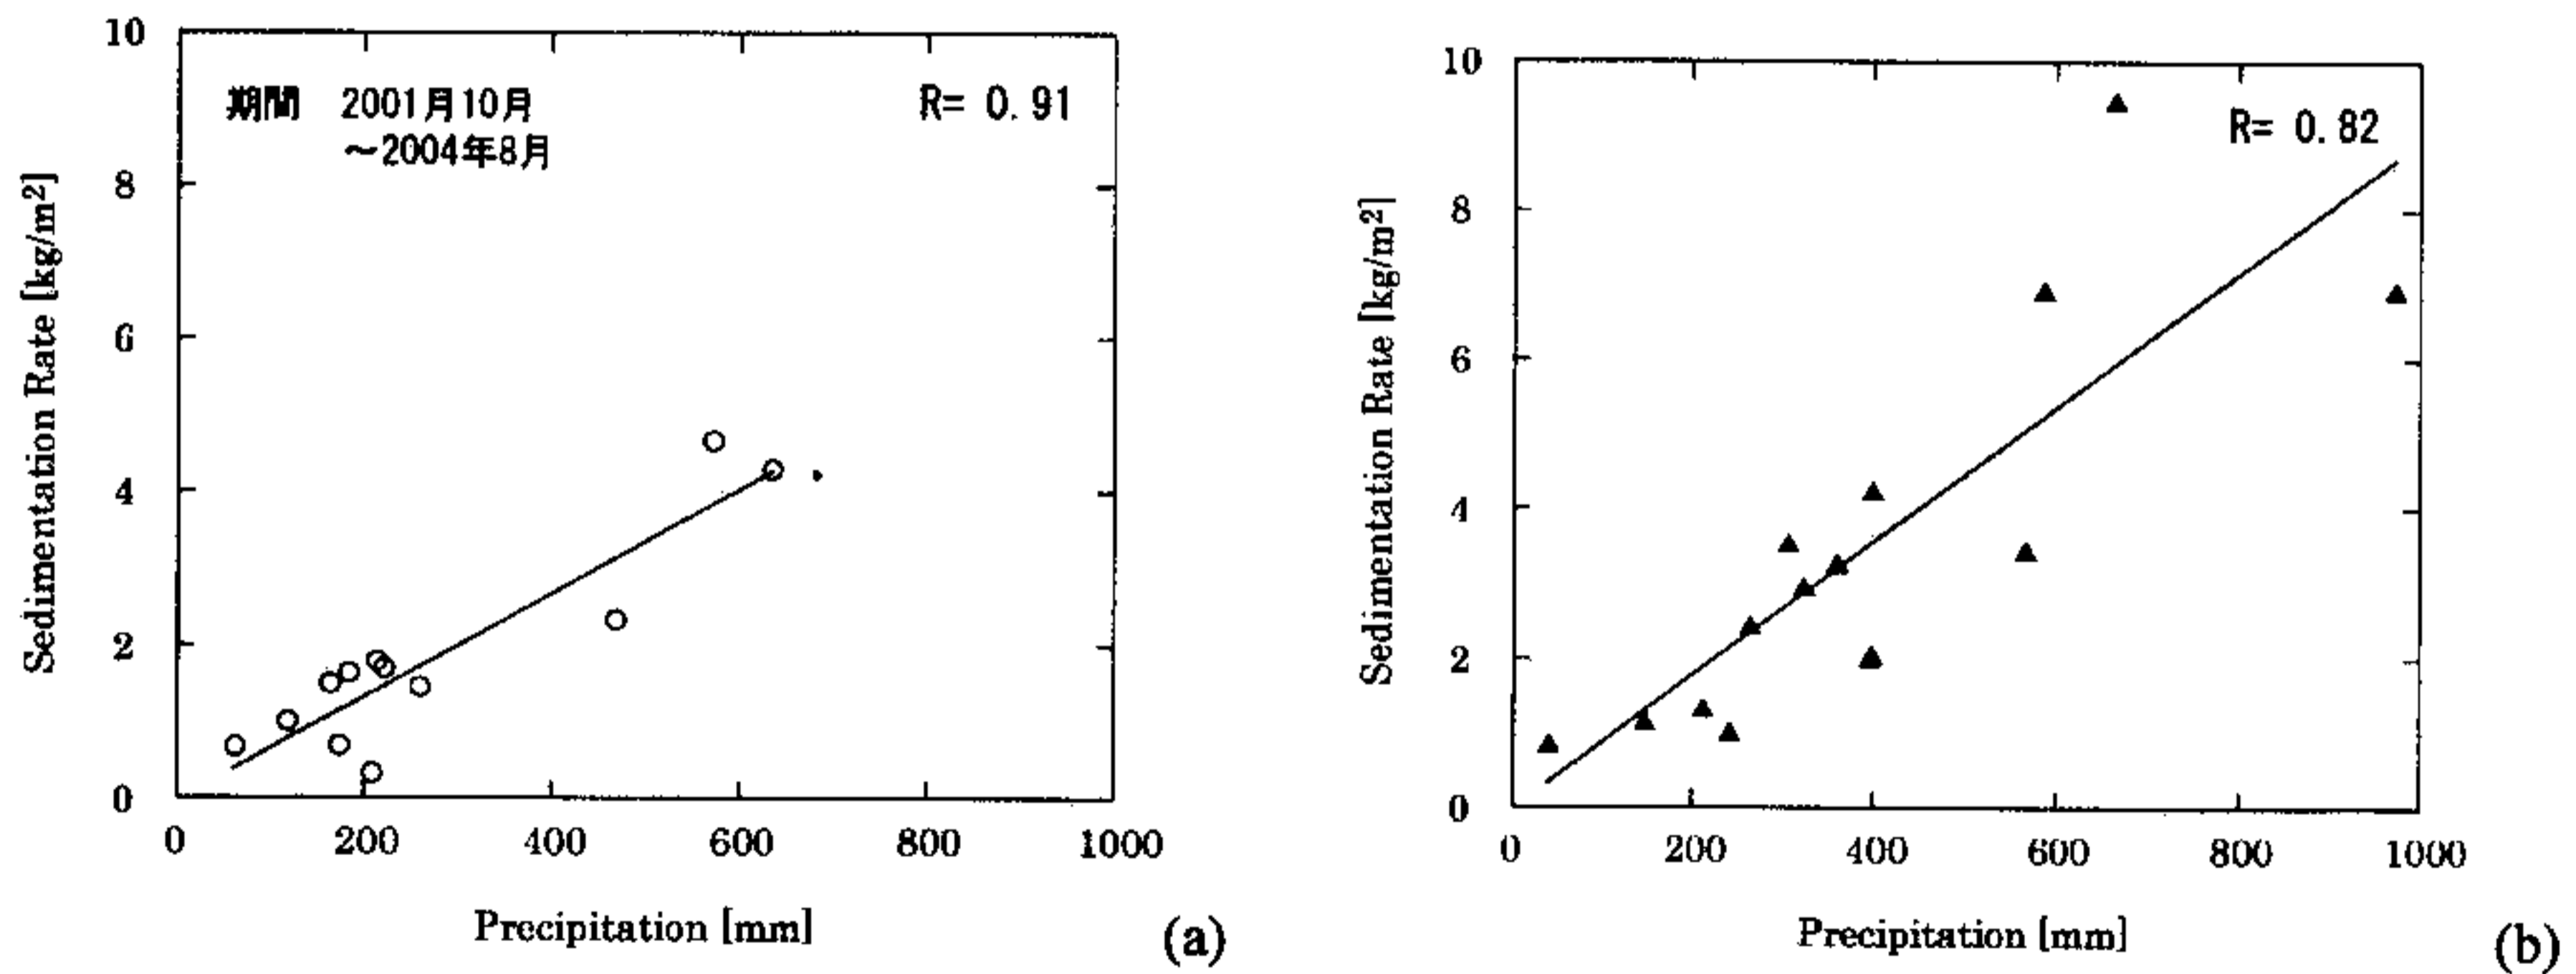 10
8
6
4
2
0
Sedimentation Rate [kg/m²]
期間 2001月10月
～2004年8月
R= 0.91
0 200 400 600 800 1000
Precipitation [mm]
(a)
10
8
6
4
2
0
Sedimentation Rate [kg/m²]
R= 0.82
0 200 400 600 800 1000
Precipitation [mm]
(b)